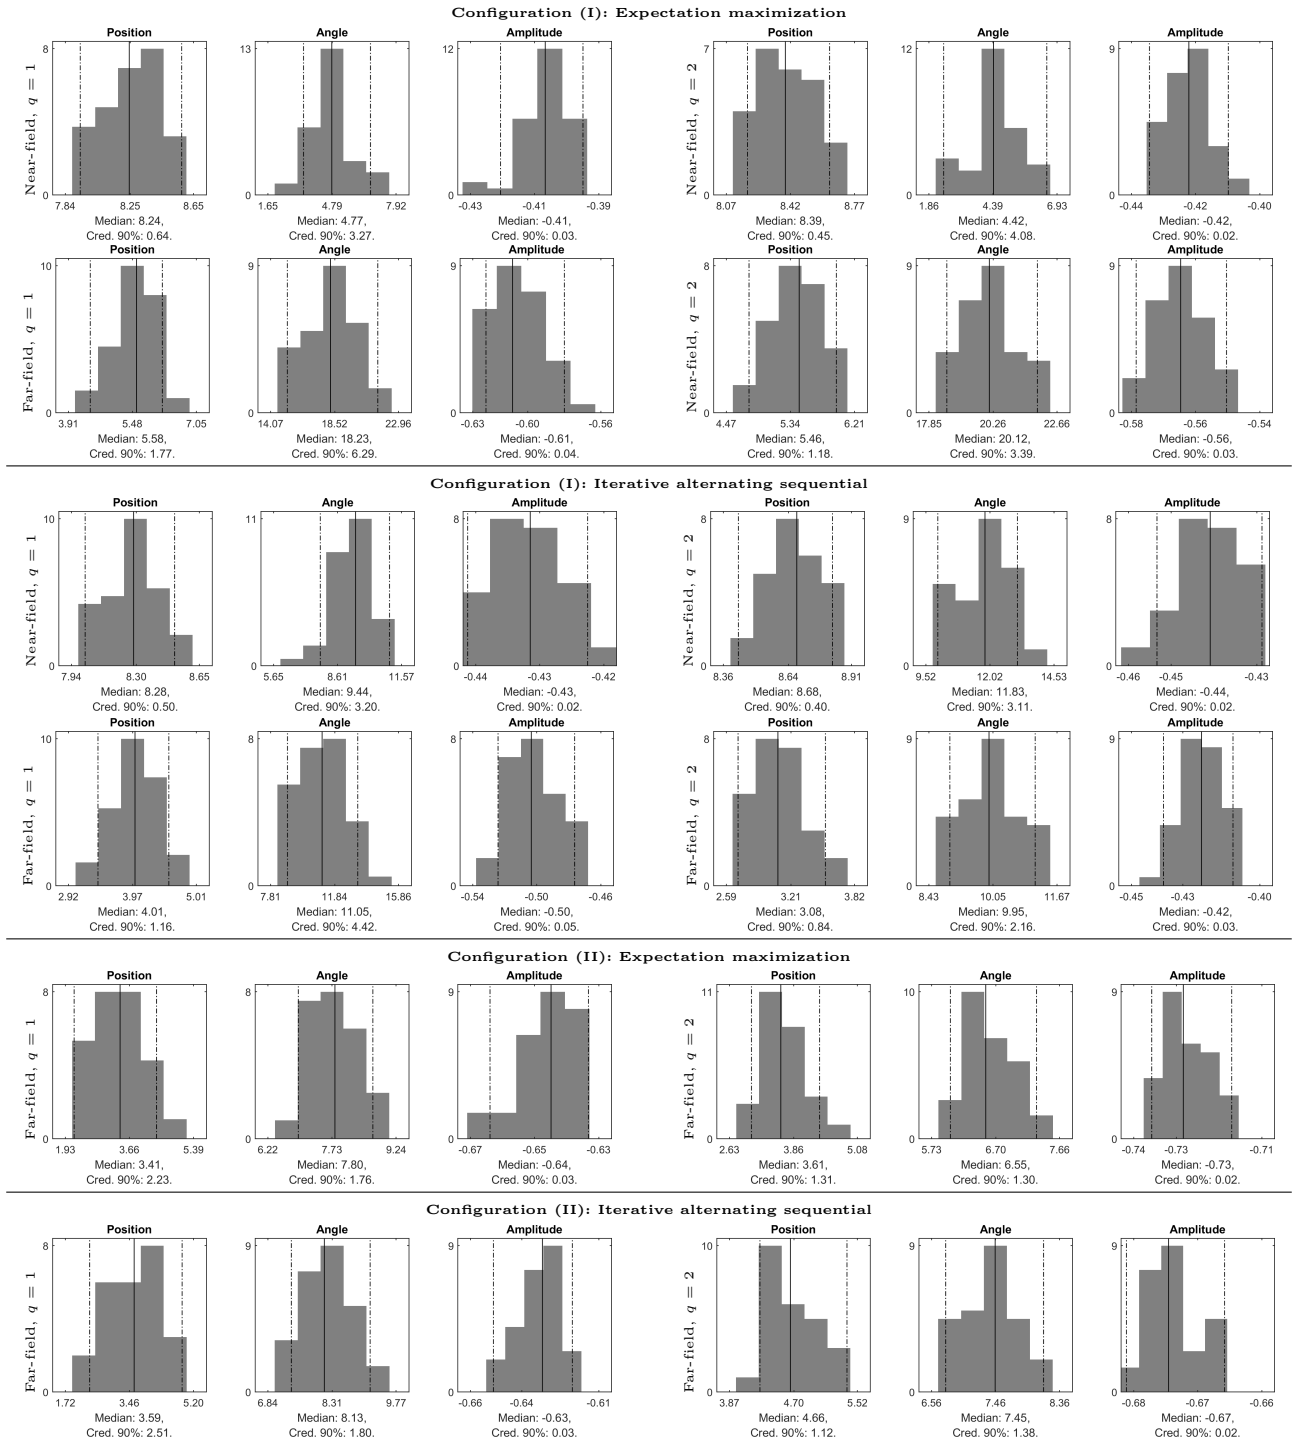 Configuration (I): Expectation maximization
Position Angle Amplitude Position Angle Amplitude
Near-field, q = 1
8 0 7.84 8.25 8.65
Median: 8.24,
Cred. 90%: 0.64.
13 0 1.65 4.79 7.92
Median: 4.77,
Cred. 90%: 3.27.
12 0 -0.43 -0.41 -0.39
Median: -0.41,
Cred. 90%: 0.03.
Near-field, q = 2
7 0 8.07 8.42 8.77
Median: 8.39,
Cred. 90%: 0.45.
12 0 1.86 4.39 6.93
Median: 4.42,
Cred. 90%: 4.08.
9 0 -0.44 -0.42 -0.40
Median: -0.42,
Cred. 90%: 0.02.
Position Angle Amplitude Position Angle Amplitude
Far-field, q = 1
10 0 3.91 5.48 7.05
Median: 5.58,
Cred. 90%: 1.77.
9 0 14.07 18.52 22.96
Median: 18.23,
Cred. 90%: 6.29.
9 0 -0.63 -0.60 -0.56
Median: -0.61,
Cred. 90%: 0.04.
Near-field, q = 2
8 0 4.47 5.34 6.21
Median: 5.46,
Cred. 90%: 1.18.
9 0 17.85 20.26 22.66
Median: 20.12,
Cred. 90%: 3.39.
9 0 -0.58 -0.56 -0.54
Median: -0.56,
Cred. 90%: 0.03.
Configuration (I): Iterative alternating sequential
Position Angle Amplitude Position Angle Amplitude
Near-field, q = 1
10 0 7.94 8.30 8.65
Median: 8.28,
Cred. 90%: 0.50.
11 0 5.65 8.61 11.57
Median: 9.44,
Cred. 90%: 3.20.
8 0 -0.44 -0.43 -0.42
Median: -0.43,
Cred. 90%: 0.02.
Near-field, q = 2
8 0 8.36 8.64 8.91
Median: 8.68,
Cred. 90%: 0.40.
9 0 9.52 12.02 14.53
Median: 11.83,
Cred. 90%: 3.11.
8 0 -0.46 -0.45 -0.43
Median: -0.44,
Cred. 90%: 0.02.
Position Angle Amplitude Position Angle Amplitude
Far-field, q = 1
10 0 2.92 3.97 5.01
Median: 4.01,
Cred. 90%: 1.16.
8 0 7.81 11.84 15.86
Median: 11.05,
Cred. 90%: 4.42.
8 0 -0.54 -0.50 -0.46
Median: -0.50,
Cred. 90%: 0.05.
Far-field, q = 2
8 0 2.59 3.21 3.82
Median: 3.08,
Cred. 90%: 0.84.
9 0 8.43 10.05 11.67
Median: 9.95,
Cred. 90%: 2.16.
9 0 -0.45 -0.43 -0.40
Median: -0.42,
Cred. 90%: 0.03.
Configuration (II): Expectation maximization
Position Angle Amplitude Position Angle Amplitude
Far-field, q = 1
8 0 1.93 3.66 5.39
Median: 3.41,
Cred. 90%: 2.23.
8 0 6.22 7.73 9.24
Median: 7.80,
Cred. 90%: 1.76.
9 0 -0.67 -0.65 -0.63
Median: -0.64,
Cred. 90%: 0.03.
Far-field, q = 2
11 0 2.63 3.86 5.08
Median: 3.61,
Cred. 90%: 1.31.
10 0 5.73 6.70 7.66
Median: 6.55,
Cred. 90%: 1.30.
9 0 -0.74 -0.73 -0.71
Median: -0.73,
Cred. 90%: 0.02.
Configuration (II): Iterative alternating sequential
Position Angle Amplitude Position Angle Amplitude
Far-field, q = 1
8 0 1.72 3.46 5.20
Median: 3.59,
Cred. 90%: 2.51.
9 0 6.84 8.31 9.77
Median: 8.13,
Cred. 90%: 1.80.
9 0 -0.66 -0.64 -0.61
Median: -0.63,
Cred. 90%: 0.03.
Far-field, q = 2
10 0 3.87 4.70 5.52
Median: 4.66,
Cred. 90%: 1.12.
9 0 6.56 7.46 8.36
Median: 7.45,
Cred. 90%: 1.38.
9 0 -0.68 -0.67 -0.66
Median: -0.67,
Cred. 90%: 0.02.